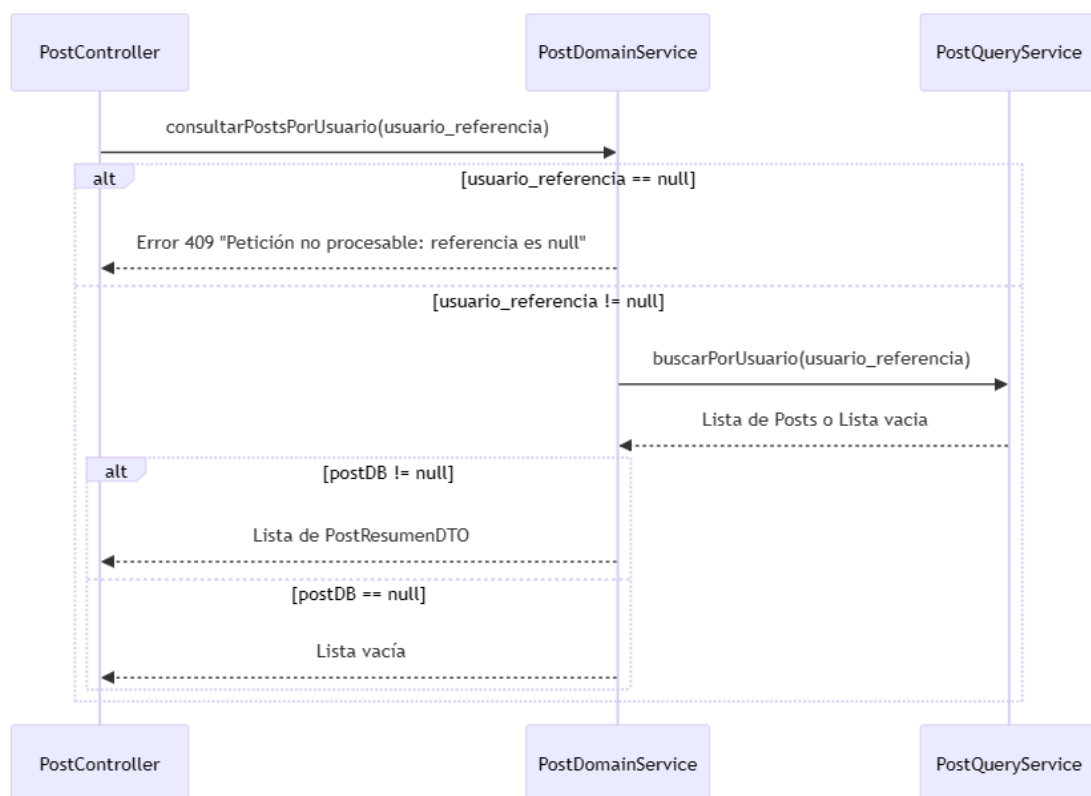 PostController
PostDomainService
PostQueryService
consultarPostsPorUsuario(usuario_referencia)
alt
[usuario_referencia == null]
Error 409 "Petición no procesable: referencia es null"
[usuario_referencia != null]
buscarPorUsuario(usuario_referencia)
Lista de Posts o Lista vacia
alt
[postDB != null]
Lista de PostResumenDTO
[postDB == null]
Lista vacía
PostController
PostDomainService
PostQueryService